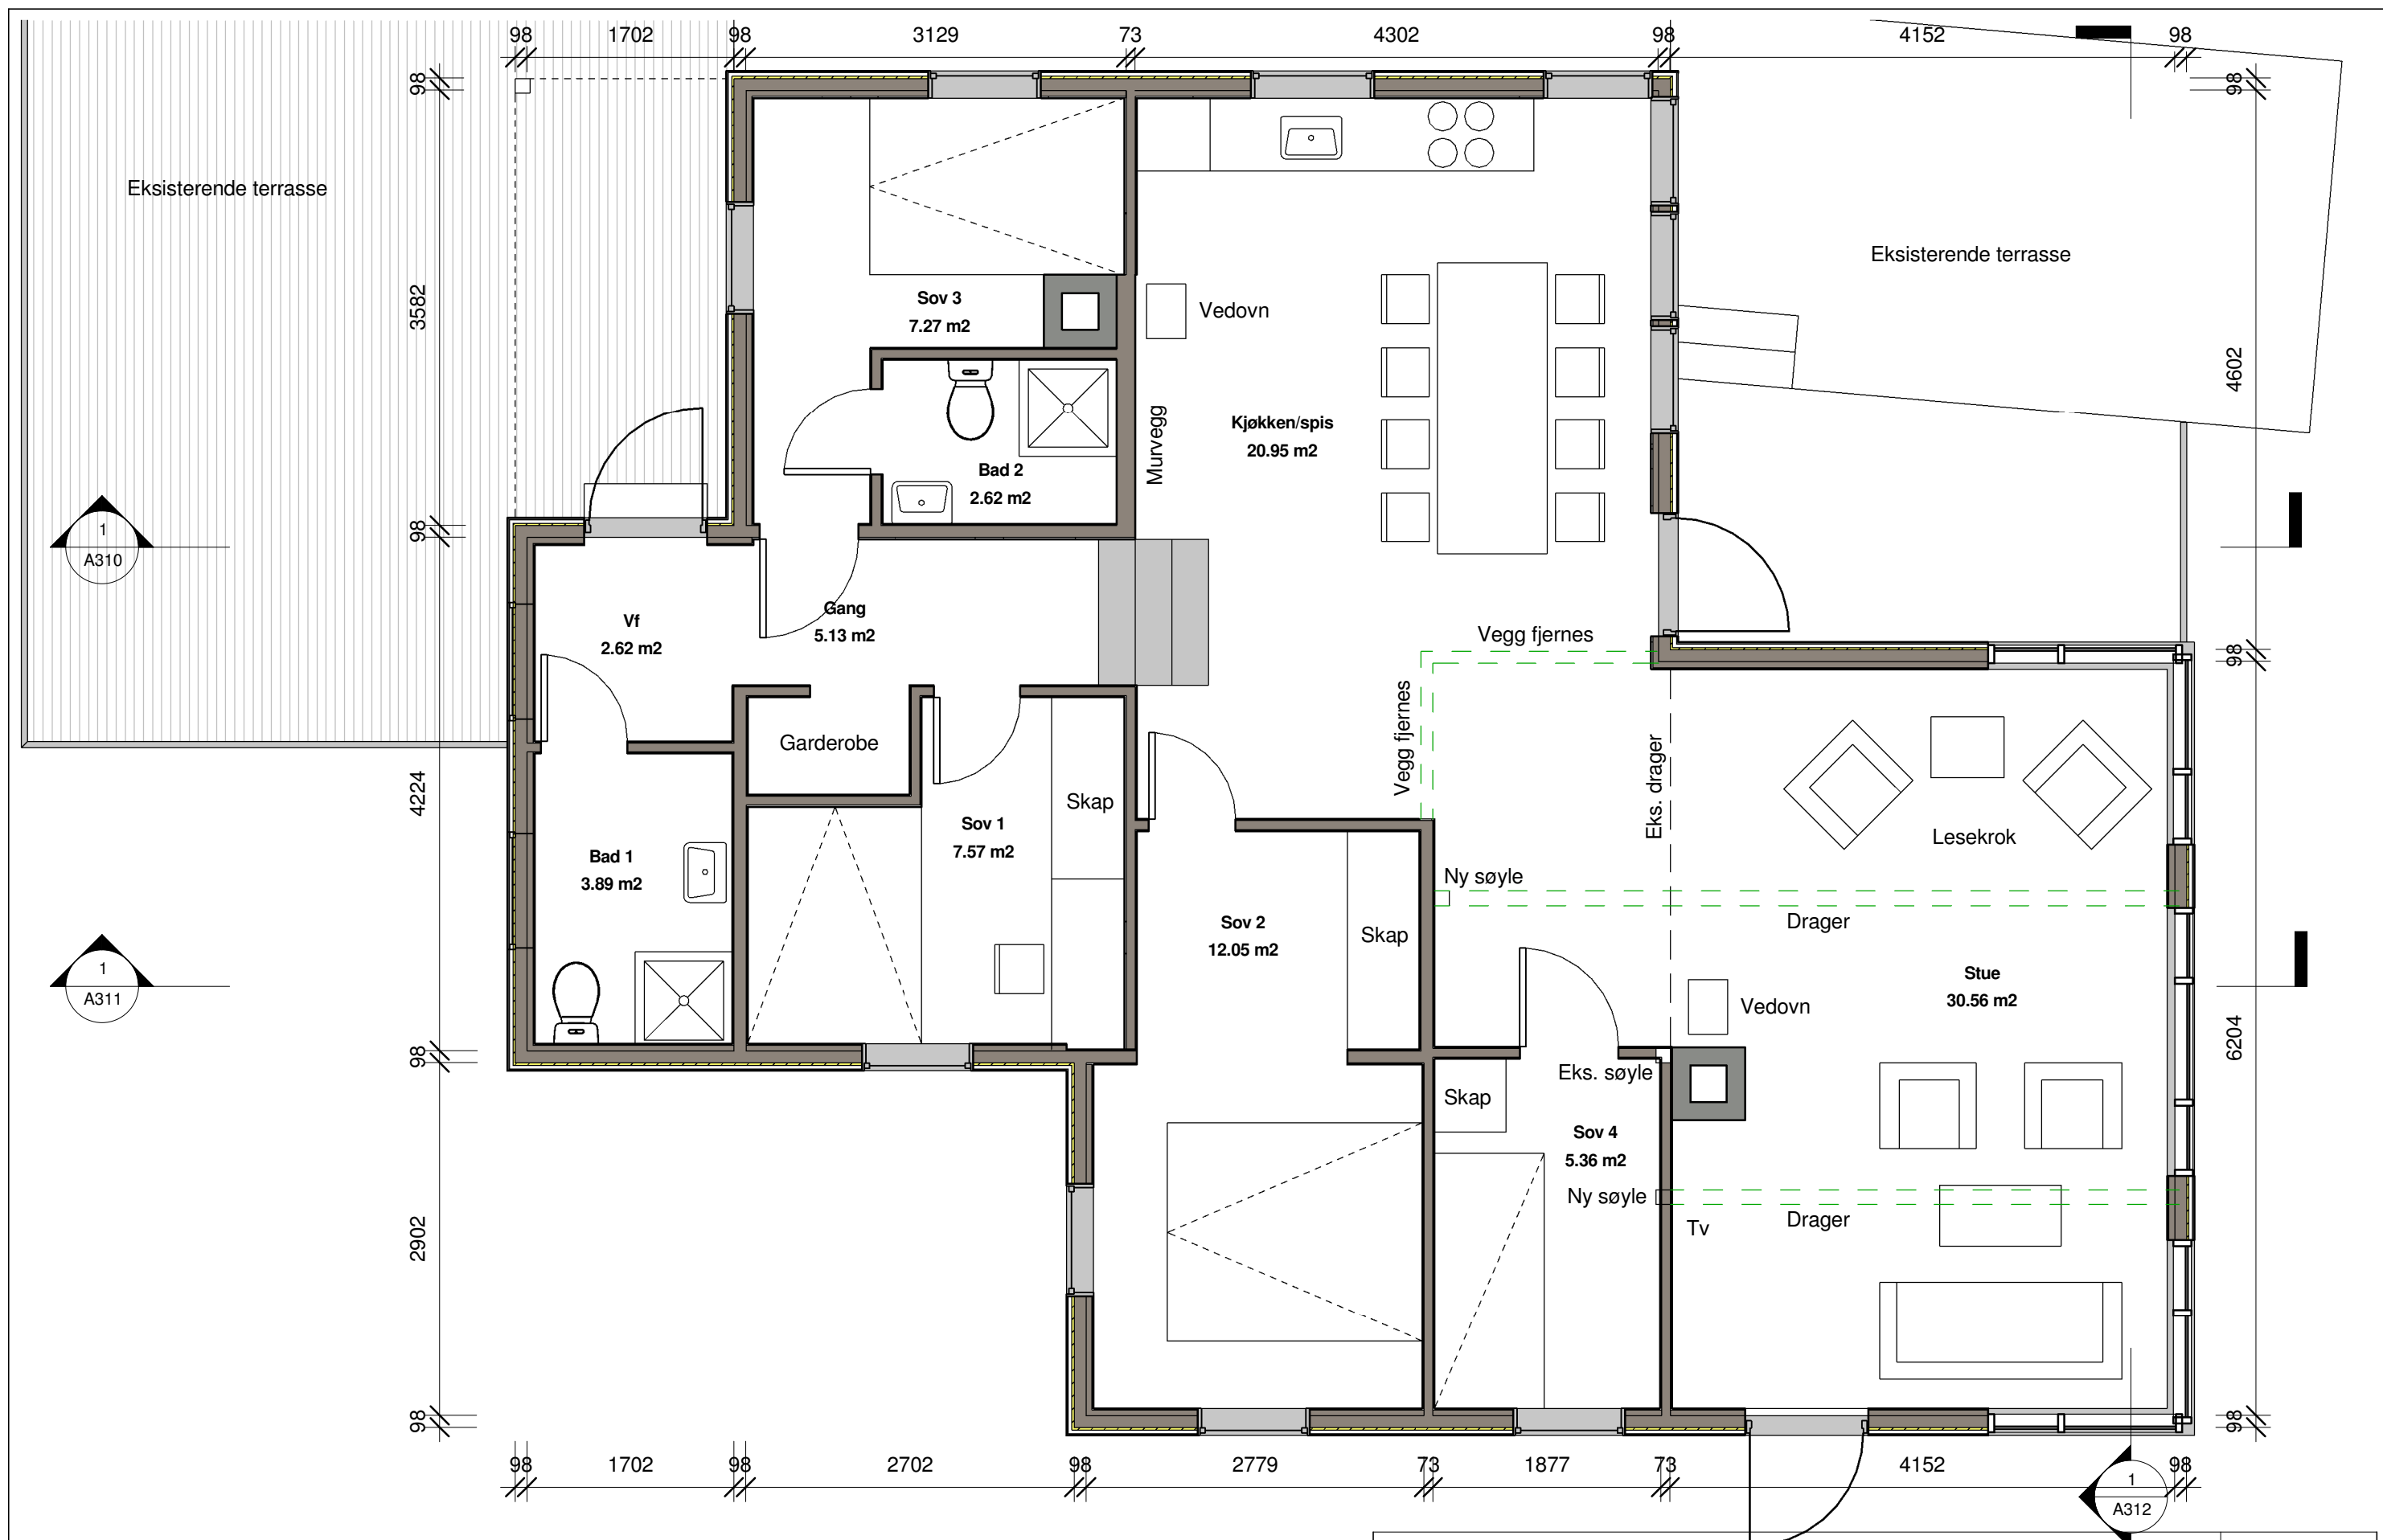 98 1702 98 3129 73 4302 98 4152 98
98
98
Eksisterende terrasse
Eksisterende terrasse
3582
Sov 3
7.27 m2
Vedovn
4602
Murvegg
Kjøkken/spis
20.95 m2
Bad 2
2.62 m2
98
1
A310
Vf
2.62 m2
Gang
5.13 m2
Vegg fjernes
98
Vegg fjernes
Eks. drager
Garderobe
4224
Skap
Sov 1
7.57 m2
Lesekrok
Bad 1
3.89 m2
Ny søyle
Drager
Sov 2
12.05 m2
Skap
1
A311
Stue
30.56 m2
Vedovn
6204
98
Eks. søyle
Skap
Sov 4
5.36 m2
Ny søyle
Drager
Tv
2902
98
98
98 1702 98 2702 98 2779 73 1877 73 4152 98
1
A312